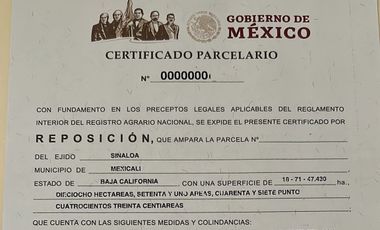 GOBIERNO DE
MÉXICO
CERTIFICADO PARCELARIO
N° 0000000
CON FUNDAMENTO EN LOS PRECEPTOS LEGALES APLICABLES DEL REGLAMENTO
INTERIOR DEL REGISTRO AGRARIO NACIONAL, SE EXPIDE EL PRESENTE CERTIFICADO POR
REPOSICIÓN, QUE AMPARA LA PARCELA N°
DEL EJIDO SINALOA
MUNICIPIO DE MEXICALI
ESTADO DE BAJA CALIFORNIA CON UNA SUPERFICIE DE 18-71-47.430 ha.,
DIECIOCHO HECTAREAS, SETENTA Y UNO AREAS, CUARENTA Y SIETE PUNTO
CUATROCIENTOS TREINTA CENTIAREAS
QUE CUENTA CON LAS SIGUIENTES MEDIDAS Y COLINDANCIAS: